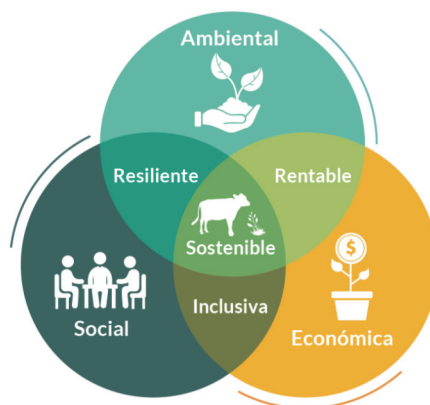 Ambiental
Resiliente
Rentable
Sostenible
Inclusiva
Social
Económica
$